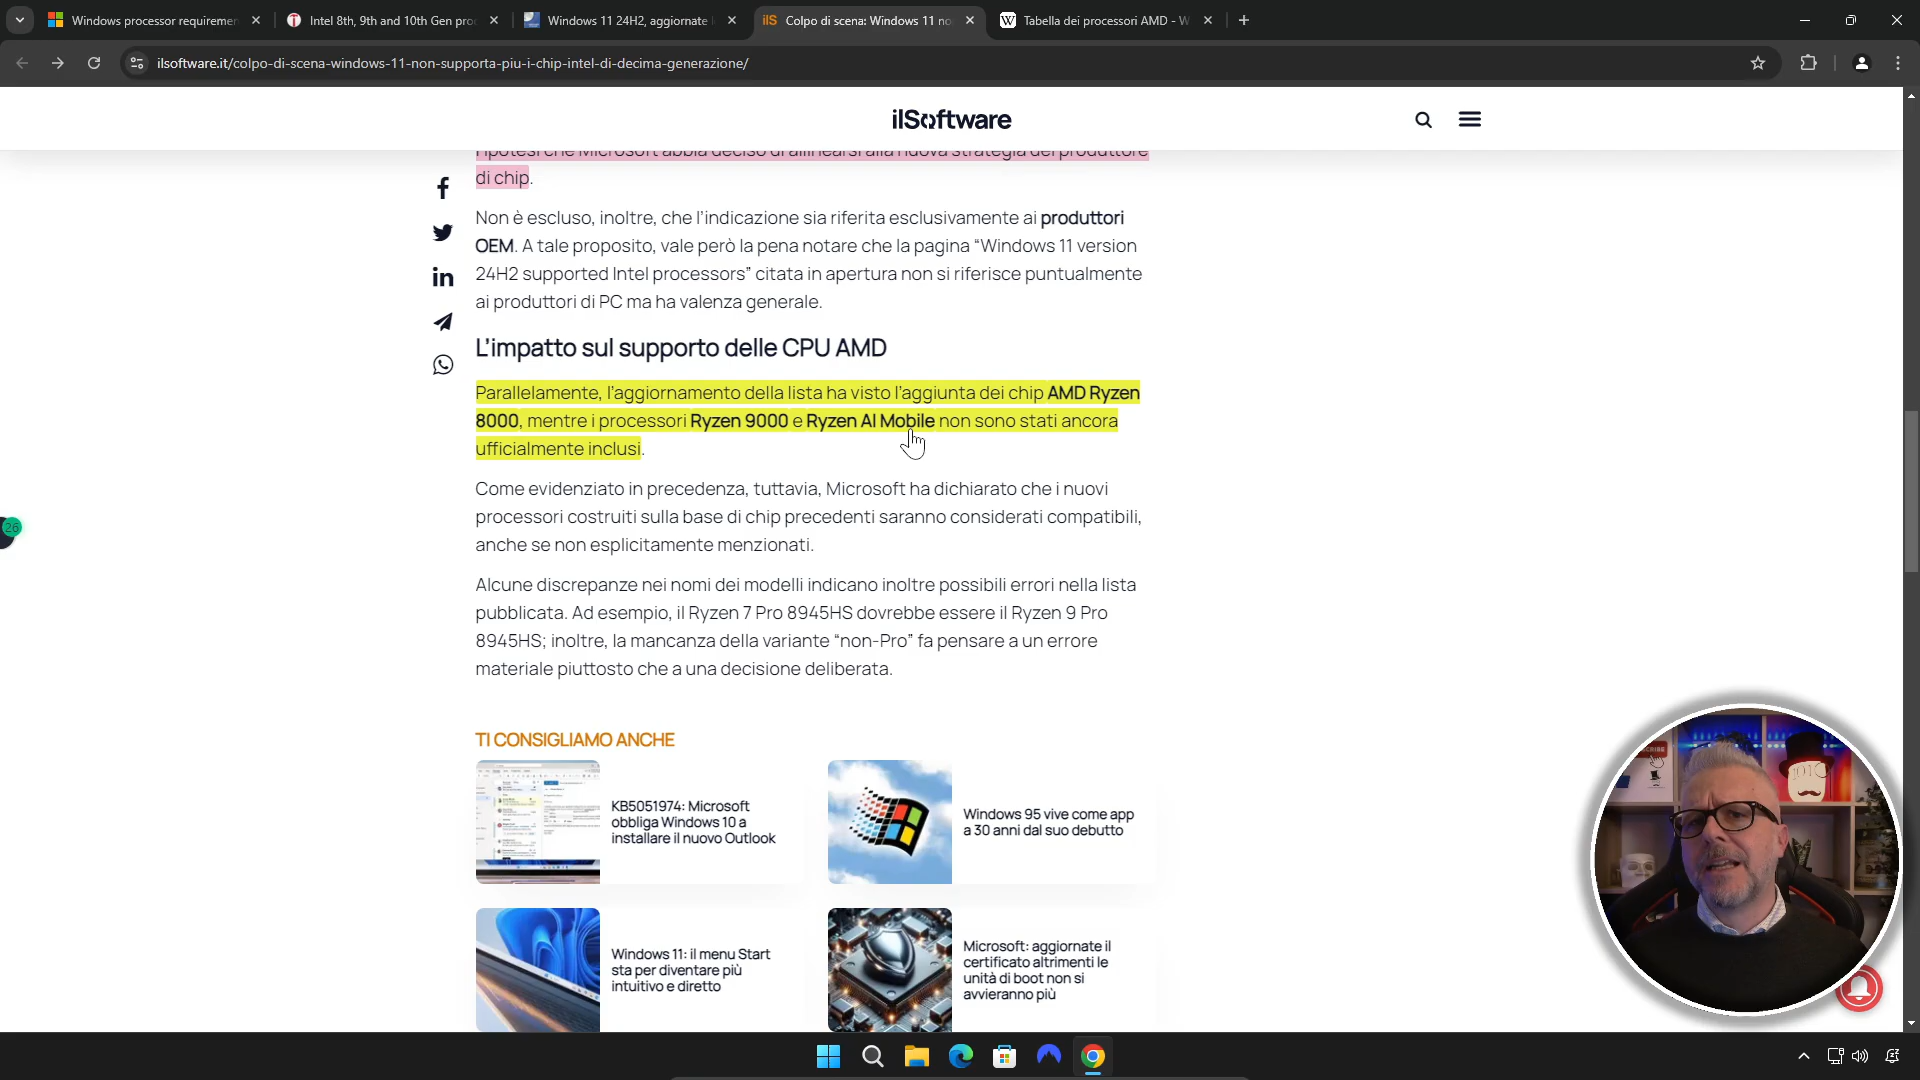 Windows processor requiremen
Intel 8th, 9th and 10th Gen pro
Windows 11 24H2, aggiornate
ilS Colpo di scena: Windows 11 no
W Tabella dei processori AMD - W
ilsoftware.it/colpo-di-scena-windows-11-non-supporta-piu-i-chip-intel-di-decima-generazione/
ilSoftware
l'ipotesi che Microsoft abbia deciso di allinearsi alla nuova strategia del produttore
di chip.
Non è escluso, inoltre, che l'indicazione sia riferita esclusivamente ai produttori
OEM. A tale proposito, vale però la pena notare che la pagina “Windows 11 version
24H2 supported Intel processors” citata in apertura non si riferisce puntualmente
ai produttori di PC ma ha valenza generale.
L'impatto sul supporto delle CPU AMD
Parallelamente, l'aggiornamento della lista ha visto l'aggiunta dei chip AMD Ryzen
8000, mentre i processori Ryzen 9000 e Ryzen AI Mobile non sono stati ancora
ufficialmente inclusi.
26
Come evidenziato in precedenza, tuttavia, Microsoft ha dichiarato che i nuovi
processori costruiti sulla base di chip precedenti saranno considerati compatibili,
anche se non esplicitamente menzionati.
Alcune discrepanze nei nomi dei modelli indicano inoltre possibili errori nella lista
pubblicata. Ad esempio, il Ryzen 7 Pro 8945HS dovrebbe essere il Ryzen 9 Pro
8945HS; inoltre, la mancanza della variante “non-Pro” fa pensare a un errore
materiale piuttosto che a una decisione deliberata.
TI CONSIGLIAMO ANCHE
KB5051974: Microsoft
obbliga Windows 10 a
installare il nuovo Outlook
Windows 95 vive come app
a 30 anni dal suo debutto
Windows 11: il menu Start
sta per diventare più
intuitivo e diretto
Microsoft: aggiornate il
certificato altrimenti le
unità di boot non si
avvieranno più